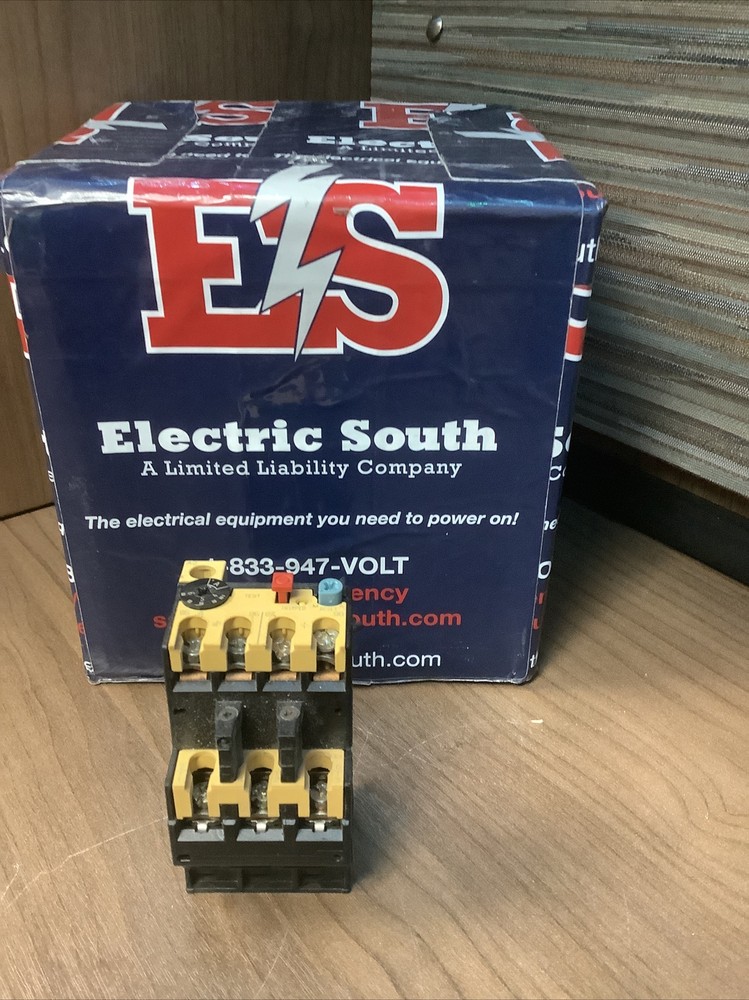 ES
Electric South
A Limited Liability Company
The electrical equipment you need to power on!
-833-947-VOLT
ency
s outh.com
uth.com